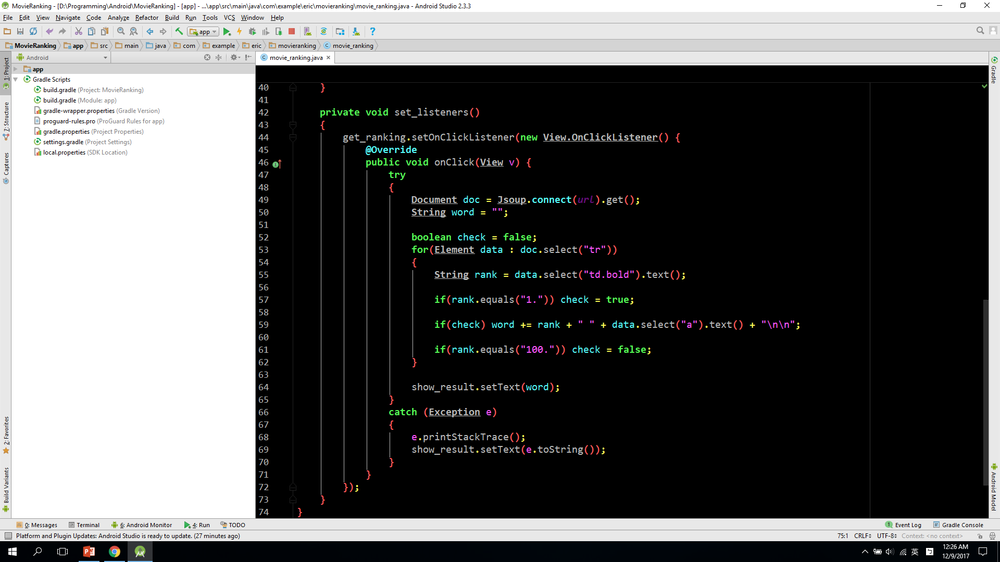 MovieRanking - [D:\Programming\Android\MovieRanking] - [app] - ...\app\src\main\java\com\example\eric\movieranking\movie_ranking.java - Android Studio 2.3.3
File Edit View Navigate Code Analyze Refactor Build Run Tools VCS Window Help
app
MovieRanking app src main java com example eric movieranking movie_ranking
Android
movie_ranking.java
1: Project
7: Structure
Captures
2: Favorites
Build Variants
app
Gradle Scripts
build.gradle (Project: MovieRanking)
build.gradle (Module: app)
gradle-wrapper.properties (Gradle Version)
proguard-rules.pro (ProGuard Rules for app)
gradle.properties (Project Properties)
settings.gradle (Project Settings)
local.properties (SDK Location)
40 }
41
42 private void set_listeners()
43 {
44 get_ranking.setOnClickListener(new View.OnClickListener() {
45 @Override
46 public void onClick(View v) {
47 try
48 {
49 Document doc = Jsoup.connect(url).get();
50 String word = "";
51
52 boolean check = false;
53 for(Element data : doc.select("tr"))
54 {
55 String rank = data.select("td.bold").text();
56
57 if(rank.equals("1.")) check = true;
58
59 if(check) word += rank + " " + data.select("a").text() + "\n\n";
60
61 if(rank.equals("100.")) check = false;
62 }
63
64 show_result.setText(word);
65 }
66 catch (Exception e)
67 {
68 e.printStackTrace();
69 show_result.setText(e.toString());
70 }
71 }
72 });
73 }
74 }
Gradle
Android Model
0: Messages Terminal 6: Android Monitor 4: Run TODO 1 Event Log Gradle Console
Platform and Plugin Updates: Android Studio is ready to update. (27 minutes ago) 75:1 CRLF UTF-8 Context: <no context>
英
12:26 AM
12/9/2017